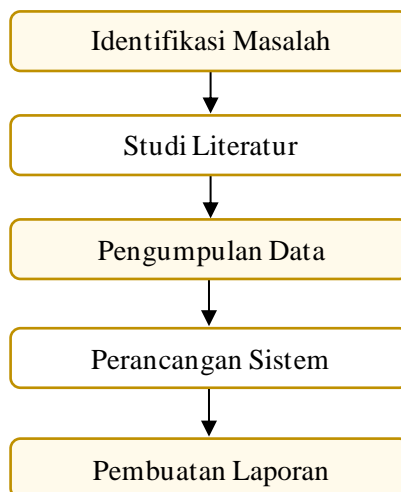 Identifikasi Masalah
Studi Literatur
Pengumpulan Data
Perancangan Sistem
Pembuatan Laporan